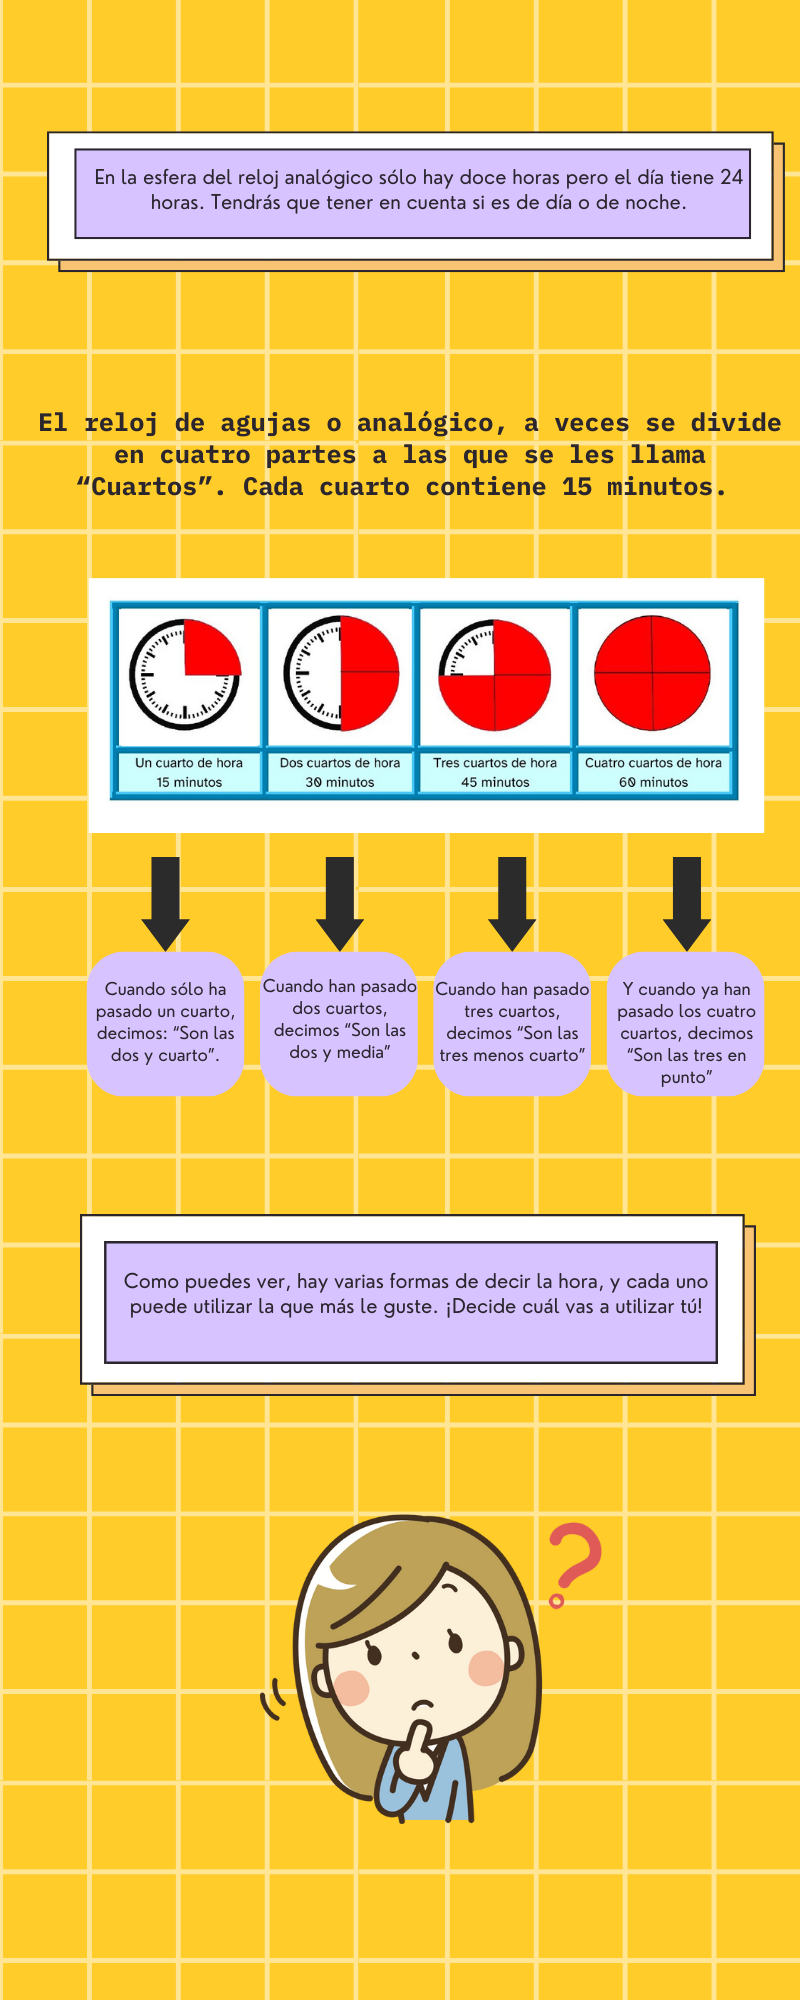 En la esfera del reloj analógico sólo hay doce horas pero el día tiene 24
horas. Tendrás que tener en cuenta si es de día o de noche.
El reloj de agujas o analógico, a veces se divide
en cuatro partes a las que se les llama
“Cuartos”. Cada cuarto contiene 15 minutos.
Un cuarto de hora
15 minutos
Dos cuartos de hora
30 minutos
Tres cuartos de hora
45 minutos
Cuatro cuartos de hora
60 minutos
Cuando sólo ha
pasado un cuarto,
decimos: “Son las
dos y cuarto”.
Cuando han pasado
dos cuartos,
decimos “Son las
dos y media”
Cuando han pasado
tres cuartos,
decimos “Son las
tres menos cuarto”
Y cuando ya han
pasado los cuatro
cuartos, decimos
“Son las tres en
punto”
Como puedes ver, hay varias formas de decir la hora, y cada uno
puede utilizar la que más le guste. ¡Decide cuál vas a utilizar tú!
?